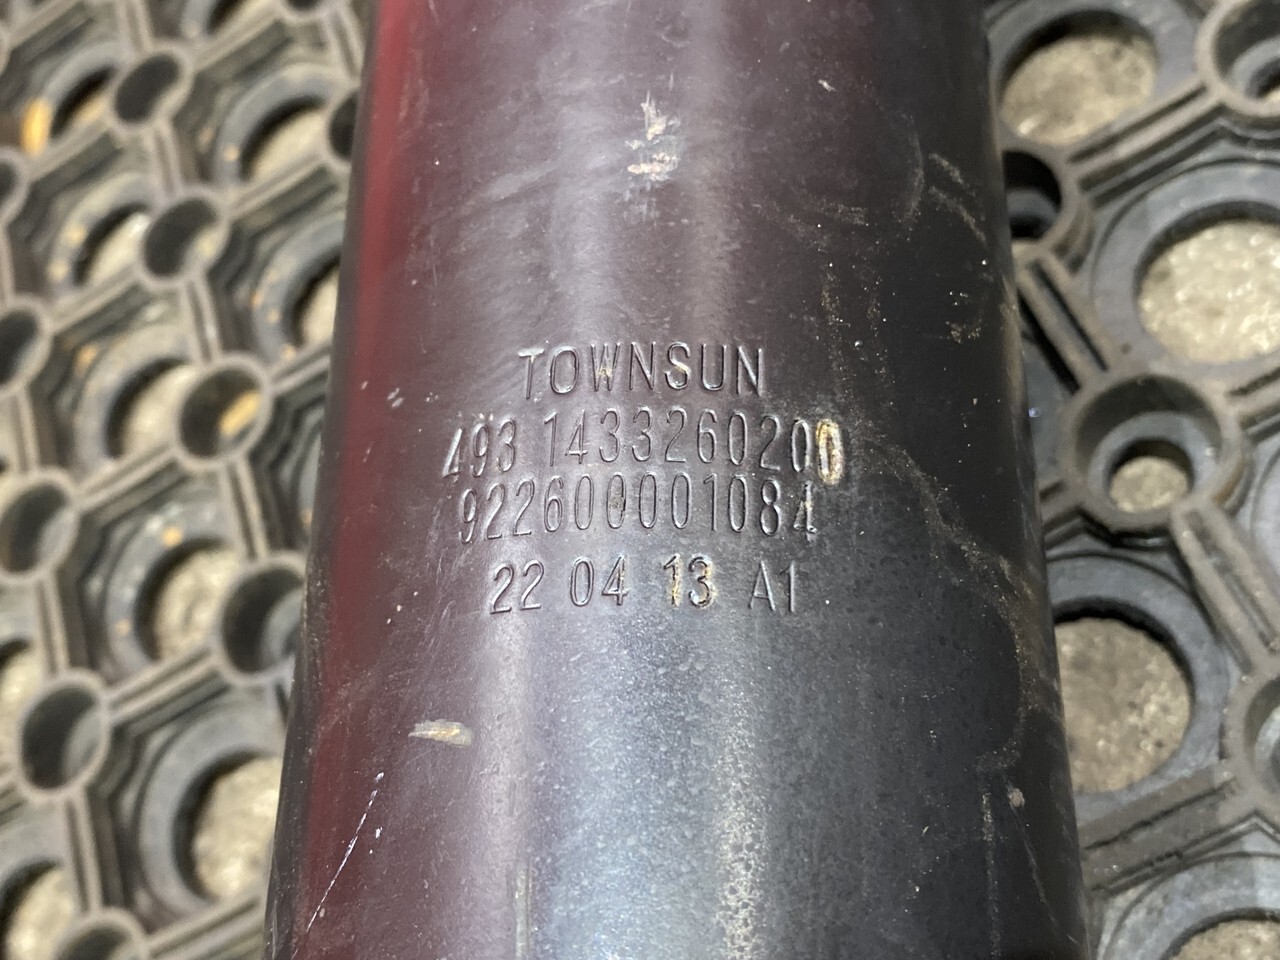 TOWNSUN
493 1433260200
922600001084
22 04 13 A1